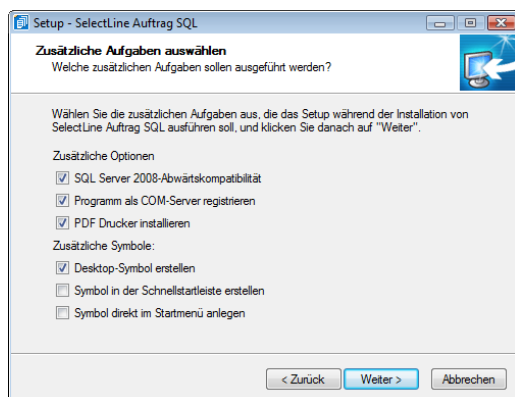 Setup - SelectLine Auftrag SQL
Zusätzliche Aufgaben auswählen
Welche zusätzlichen Aufgaben sollen ausgeführt werden?
Wählen Sie die zusätzlichen Aufgaben aus, die das Setup während der Installation von
SelectLine Auftrag SQL ausführen soll, und klicken Sie danach auf "Weiter".
Zusätzliche Optionen
SQL Server 2008-Abwärtskompatibilität
Programm als COM-Server registrieren
PDF Drucker installieren
Zusätzliche Symbole:
Desktop-Symbol erstellen
Symbol in der Schnellstartleiste erstellen
Symbol direkt im Startmenü anlegen
< Zurück
Weiter >
Abbrechen